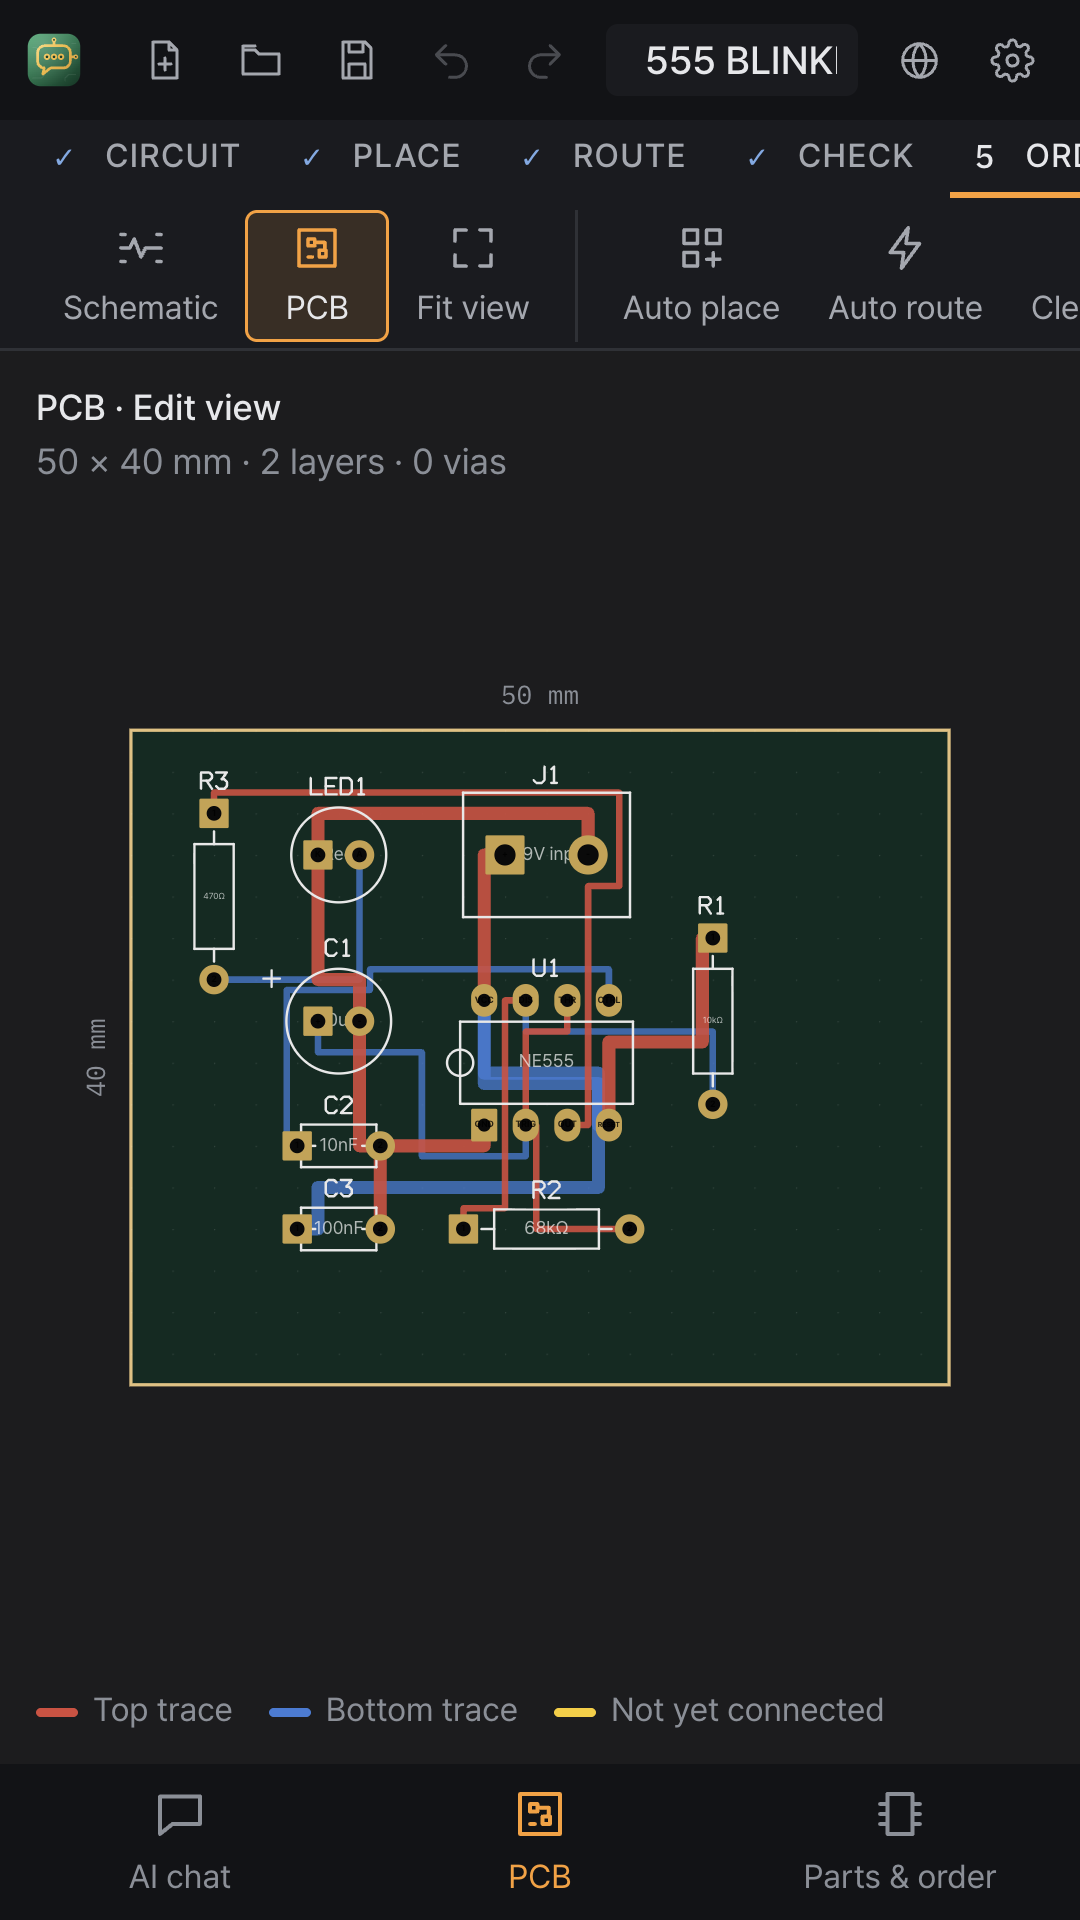 555 BLINK
✓ CIRCUIT ✓ PLACE ✓ ROUTE ✓ CHECK 5 ORD
Schematic PCB Fit view Auto place Auto route Cle
PCB · Edit view
50 × 40 mm · 2 layers · 0 vias
50 mm
40 mm
R3 LED1 J1
9V inp
470Ω
R1
C1 U1
+
10kΩ
NE555
C2
10nF
C3 R2
100nF 68kΩ
Top trace Bottom trace Not yet connected
AI chat PCB Parts & order